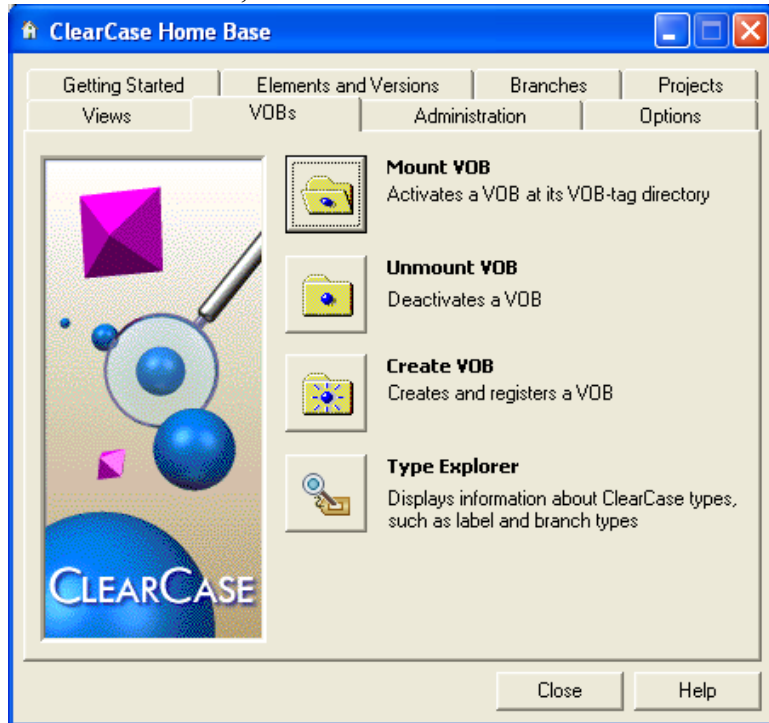 ClearCase Home Base
Getting Started Elements and Versions Branches Projects
Views VOBs Administration Options
Mount VOB
Activates a VOB at its VOB-tag directory
Unmount VOB
Deactivates a VOB
Create VOB
Creates and registers a VOB
Type Explorer
Displays information about ClearCase types,
such as label and branch types
CLEARCASE
Close Help